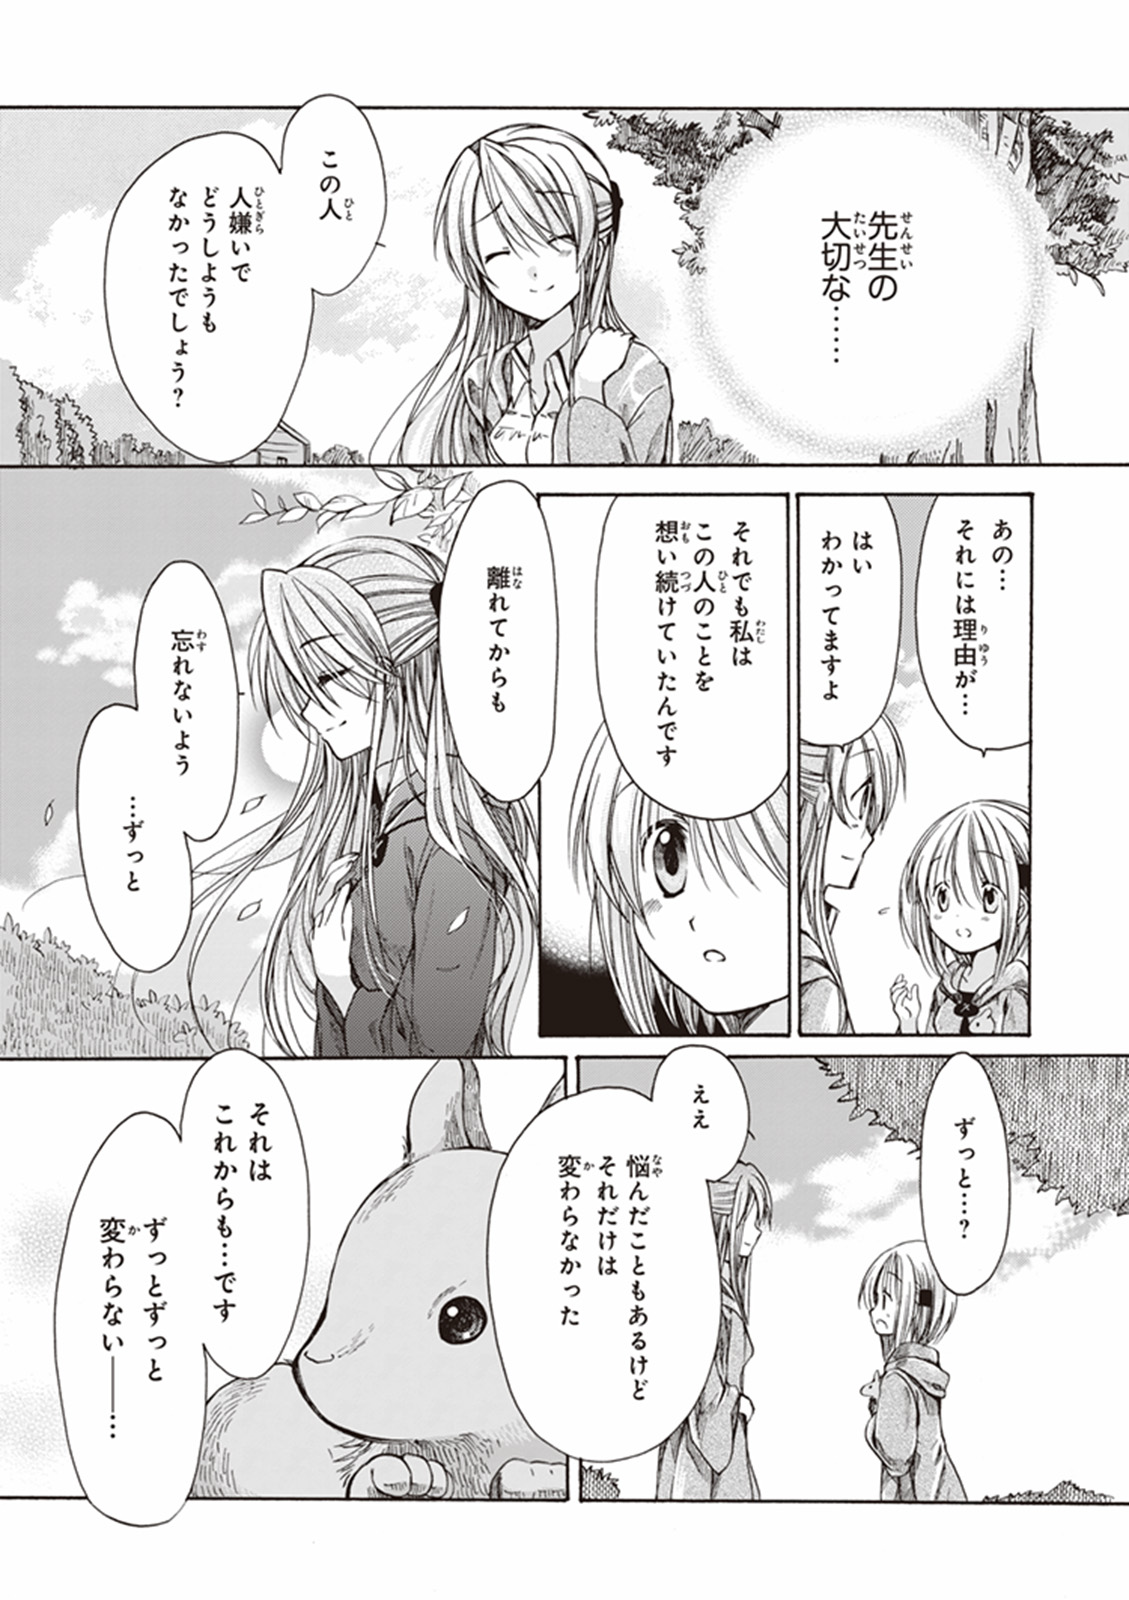 先生の
大切な……
この人
人嫌いで
どうしようも
なかったでしょう?
あの…
それには理由が…
はい
わかってますよ
それでも私は
この人のことを
想い続けていたんです
離れてからも
忘れないよう
…ずっと
ずっと…?
ええ
悩んだこともあるけど
それだけは
変わらなかった
それは
これからも…です
ずっとずっと
変わらない――…